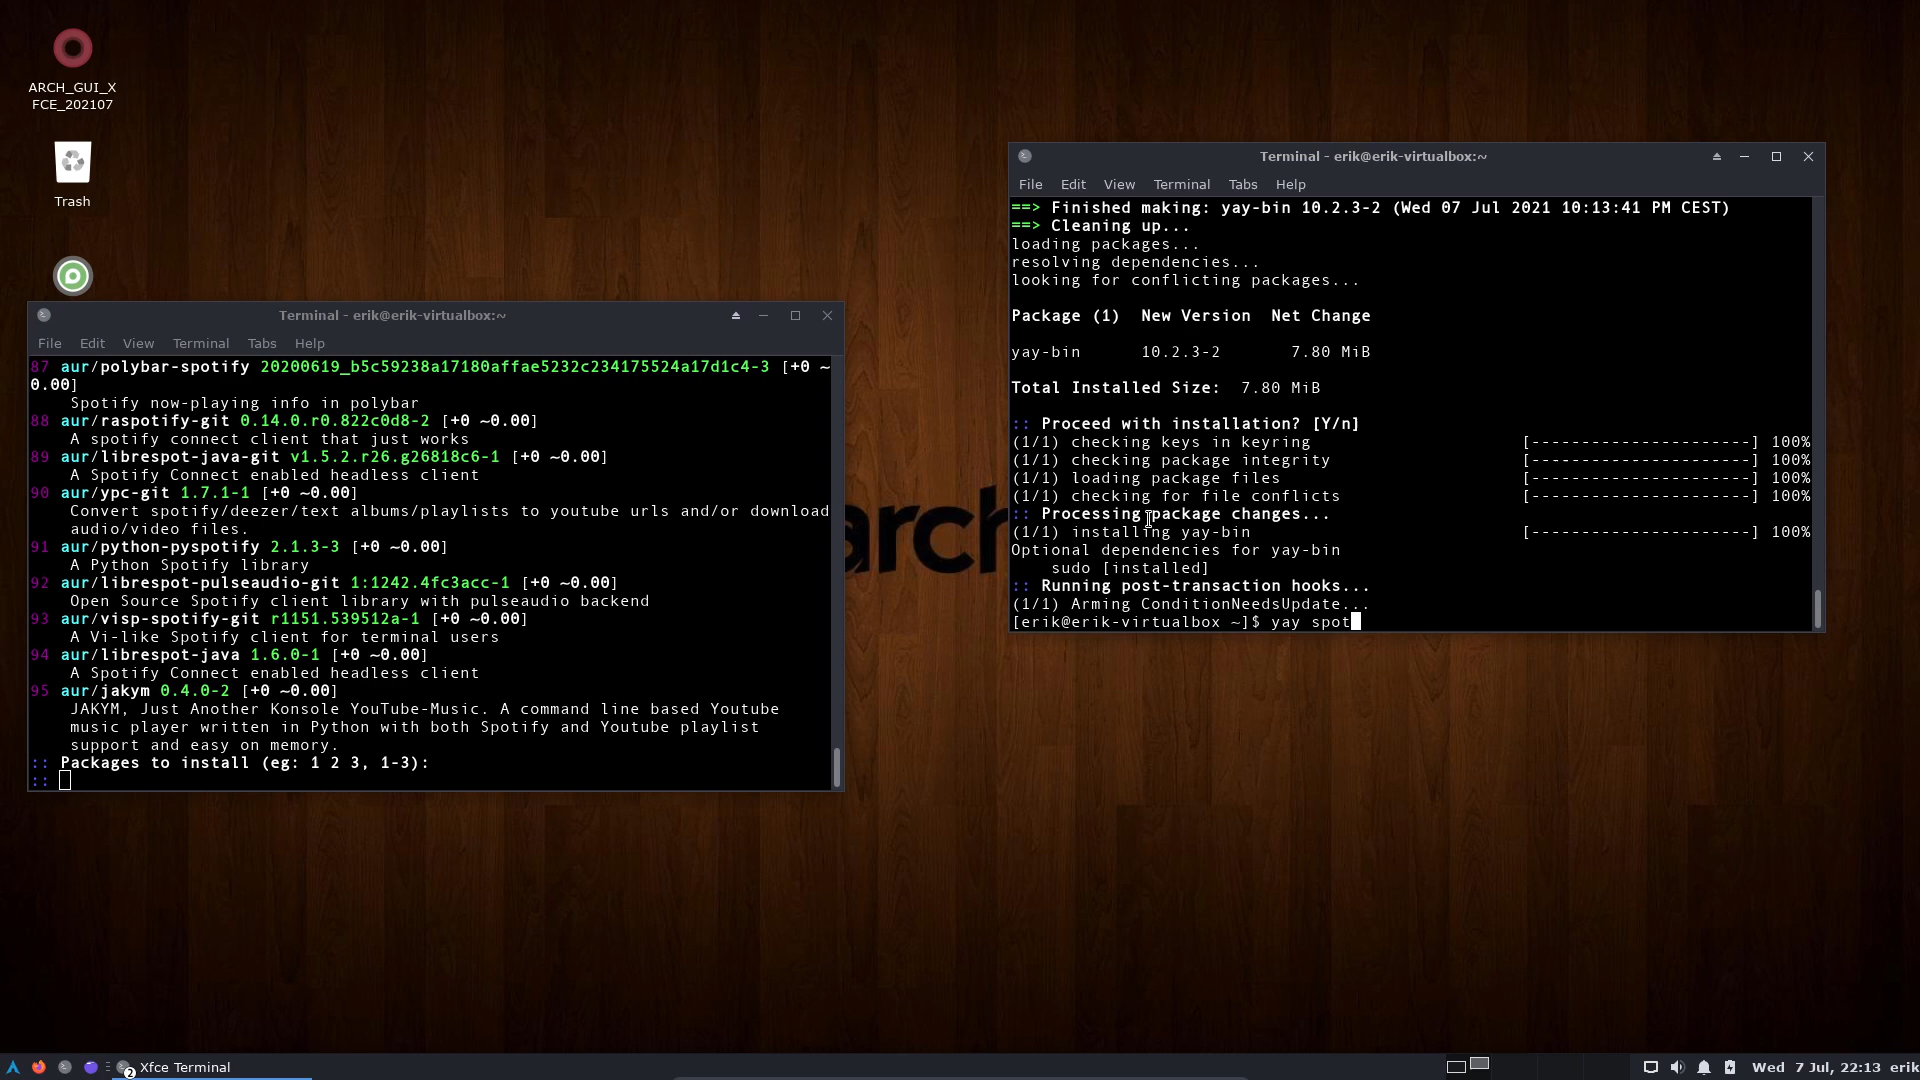 ARCH_GUI_X
FCE_202107
Trash
Terminal - erik@erik-virtualbox:~
File Edit View Terminal Tabs Help
87 aur/polybar-spotify 20200619_b5c59238a17180affae5232c234175524a17d1c4-3 [+0 ~
0.00]
Spotify now-playing info in polybar
88 aur/raspotify-git 0.14.0.r0.822c0d8-2 [+0 ~0.00]
A spotify connect client that just works
89 aur/librespot-java-git v1.5.2.r26.g26818c6-1 [+0 ~0.00]
A Spotify Connect enabled headless client
90 aur/ypc-git 1.7.1-1 [+0 ~0.00]
Convert spotify/deezer/text albums/playlists to youtube urls and/or download
audio/video files.
91 aur/python-pyspotify 2.1.3-3 [+0 ~0.00]
A Python Spotify library
92 aur/librespot-pulseaudio-git 1:1242.4fc3acc-1 [+0 ~0.00]
Open Source Spotify client library with pulseaudio backend
93 aur/visp-spotify-git r1151.539512a-1 [+0 ~0.00]
A Vi-like Spotify client for terminal users
94 aur/librespot-java 1.6.0-1 [+0 ~0.00]
A Spotify Connect enabled headless client
95 aur/jakym 0.4.0-2 [+0 ~0.00]
JAKYM, Just Another Konsole YouTube-Music. A command line based Youtube
music player written in Python with both Spotify and Youtube playlist
support and easy on memory.
:: Packages to install (eg: 1 2 3, 1-3):
::
arch
Terminal - erik@erik-virtualbox:~
File Edit View Terminal Tabs Help
==> Finished making: yay-bin 10.2.3-2 (Wed 07 Jul 2021 10:13:41 PM CEST)
==> Cleaning up...
loading packages...
resolving dependencies...
looking for conflicting packages...
Package (1) New Version Net Change
yay-bin 10.2.3-2 7.80 MiB
Total Installed Size: 7.80 MiB
:: Proceed with installation? [Y/n]
(1/1) checking keys in keyring [----------------------] 100%
(1/1) checking package integrity [----------------------] 100%
(1/1) loading package files [----------------------] 100%
(1/1) checking for file conflicts [----------------------] 100%
:: Processing package changes...
(1/1) installing yay-bin [----------------------] 100%
Optional dependencies for yay-bin
sudo [installed]
:: Running post-transaction hooks...
(1/1) Arming ConditionNeedsUpdate...
[erik@erik-virtualbox ~]$ yay spot
2 Xfce Terminal
Wed 7 Jul, 22:13 erik